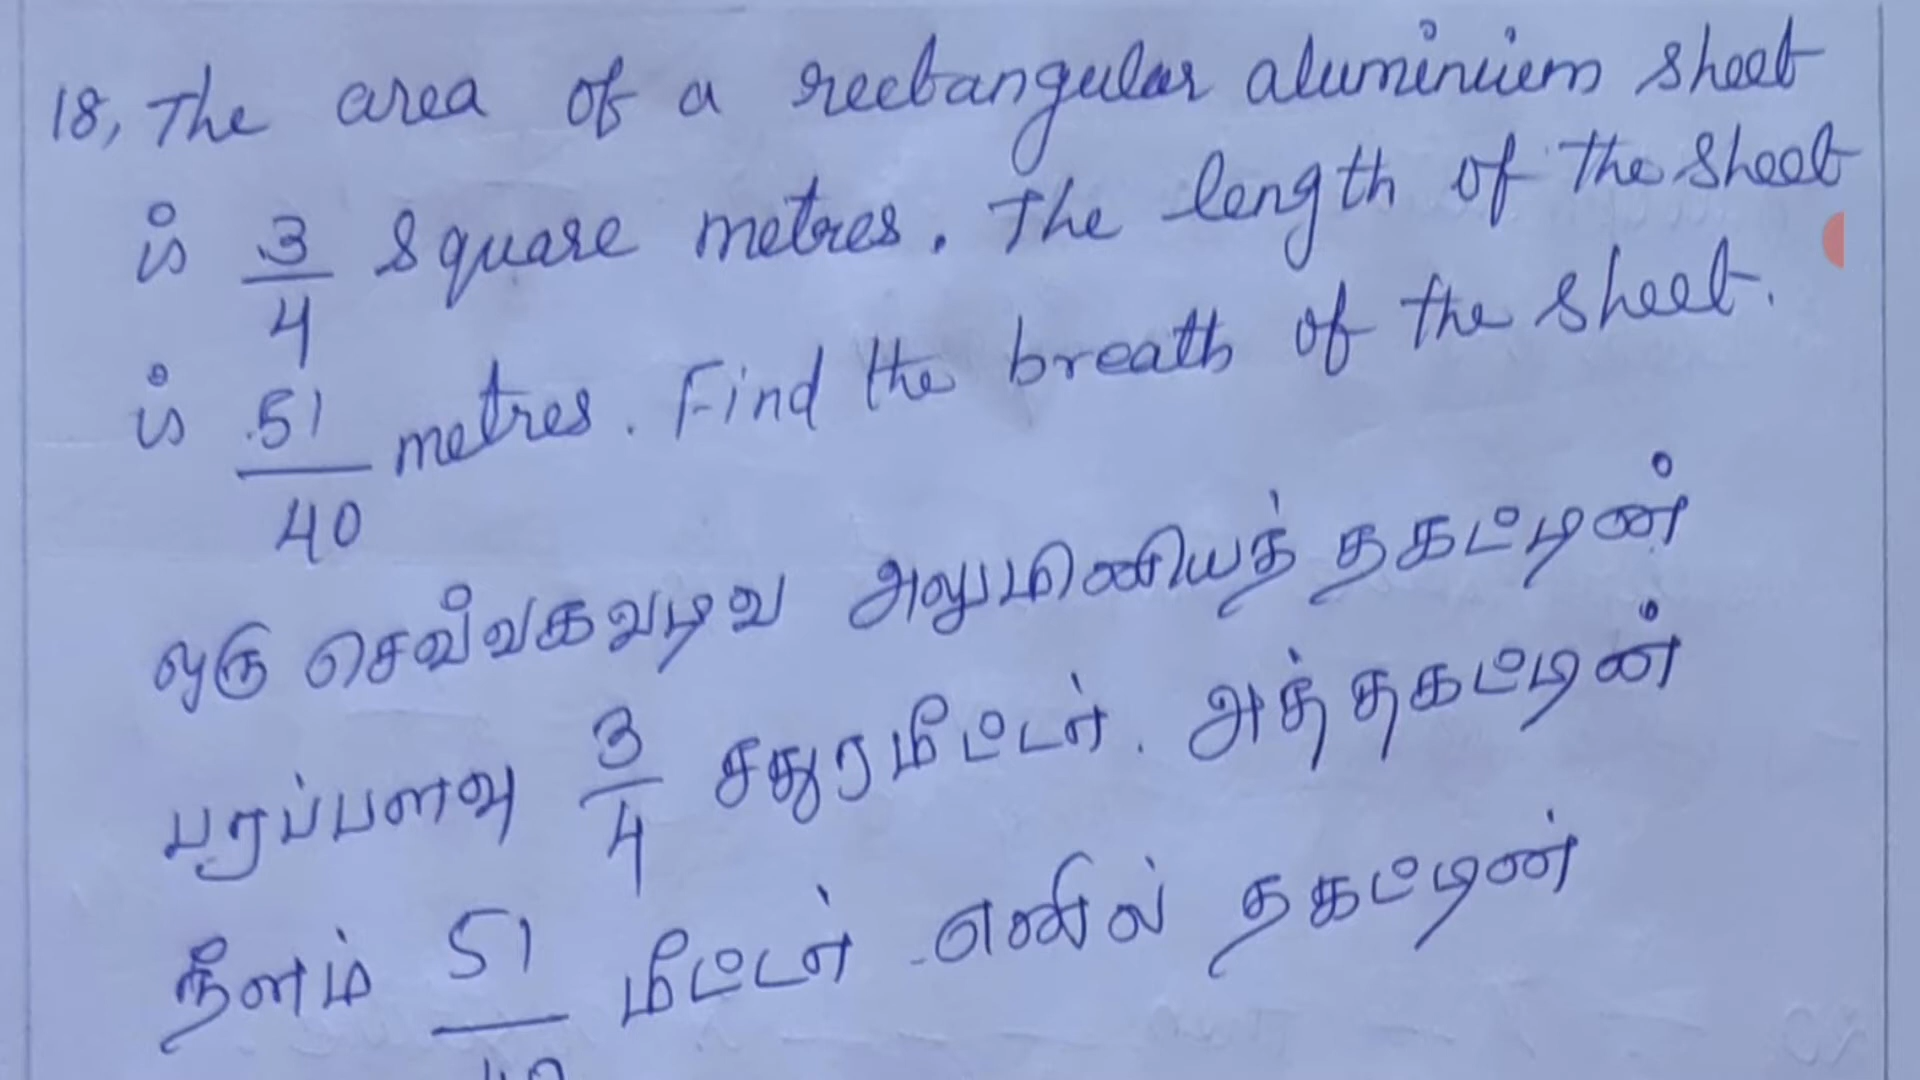 18, The area of a rectangular aluminium sheet
is 3/4 square metres. The length of the sheet
is 51/40 metres. Find the breath of the sheet.
ஒரு செவ்வகவடிவ அலுமினியத் தகட்டின்
பரப்பளவு 3/4 சதுரமீட்டர். அத் தகட்டின்
நீளம் 51/40 மீட்டர் எனில் தகட்டின்